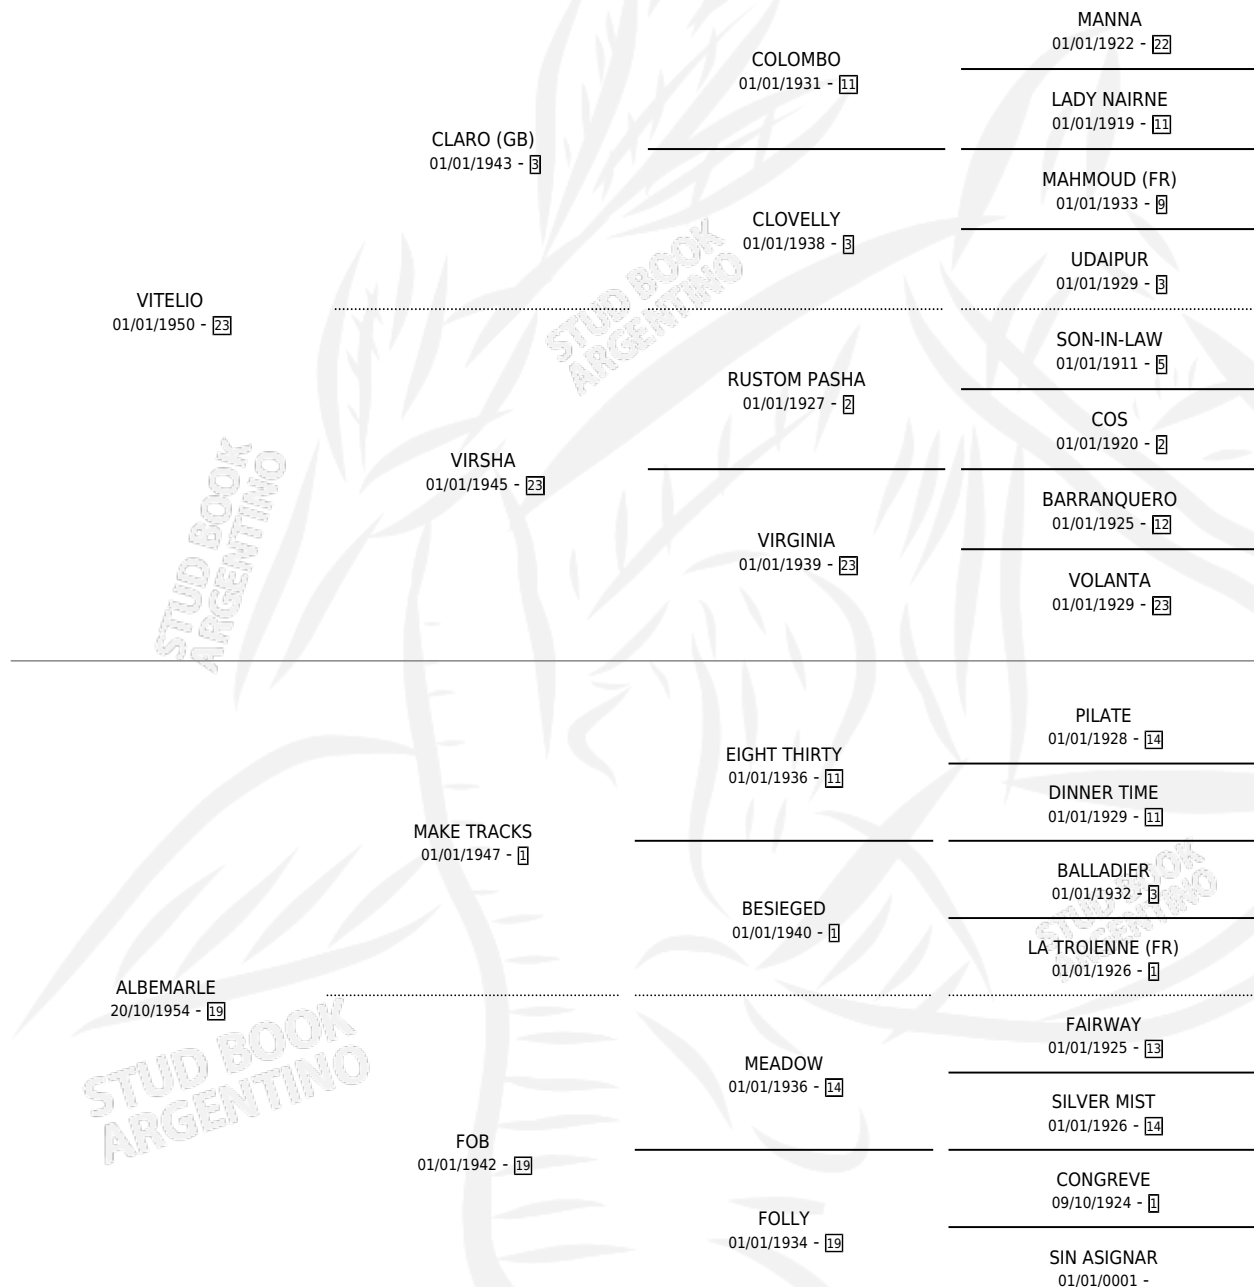 MANNA
01/01/1922 - 22
COLOMBO
01/01/1931 - 11
LADY NAIRNE
01/01/1919 - 11
CLARO (GB)
01/01/1943 - 3
MAHMOUD (FR)
01/01/1933 - 9
CLOVELLY
01/01/1938 - 3
UDAIPUR
01/01/1929 - 3
VITELIO
01/01/1950 - 23
SON-IN-LAW
01/01/1911 - 5
RUSTOM PASHA
01/01/1927 - 2
COS
01/01/1920 - 2
VIRSHA
01/01/1945 - 23
BARRANQUERO
01/01/1925 - 12
VIRGINIA
01/01/1939 - 23
VOLANTA
01/01/1929 - 23
PILATE
01/01/1928 - 14
EIGHT THIRTY
01/01/1936 - 11
DINNER TIME
01/01/1929 - 11
MAKE TRACKS
01/01/1947 - 1
BALLADIER
01/01/1932 - 3
BESIEGED
01/01/1940 - 1
LA TROIENNE (FR)
01/01/1926 - 1
ALBEMARLE
20/10/1954 - 19
FAIRWAY
01/01/1925 - 13
MEADOW
01/01/1936 - 14
SILVER MIST
01/01/1926 - 14
FOB
01/01/1942 - 19
CONGREVE
09/10/1924 - 1
FOLLY
01/01/1934 - 19
SIN ASIGNAR
01/01/0001 -
STUD BOOK
ARGENTINO
STUD BOOK
ARGENTINO
STUD BOOK
ARGENTINO
STUD BOOK
ARGENTINO